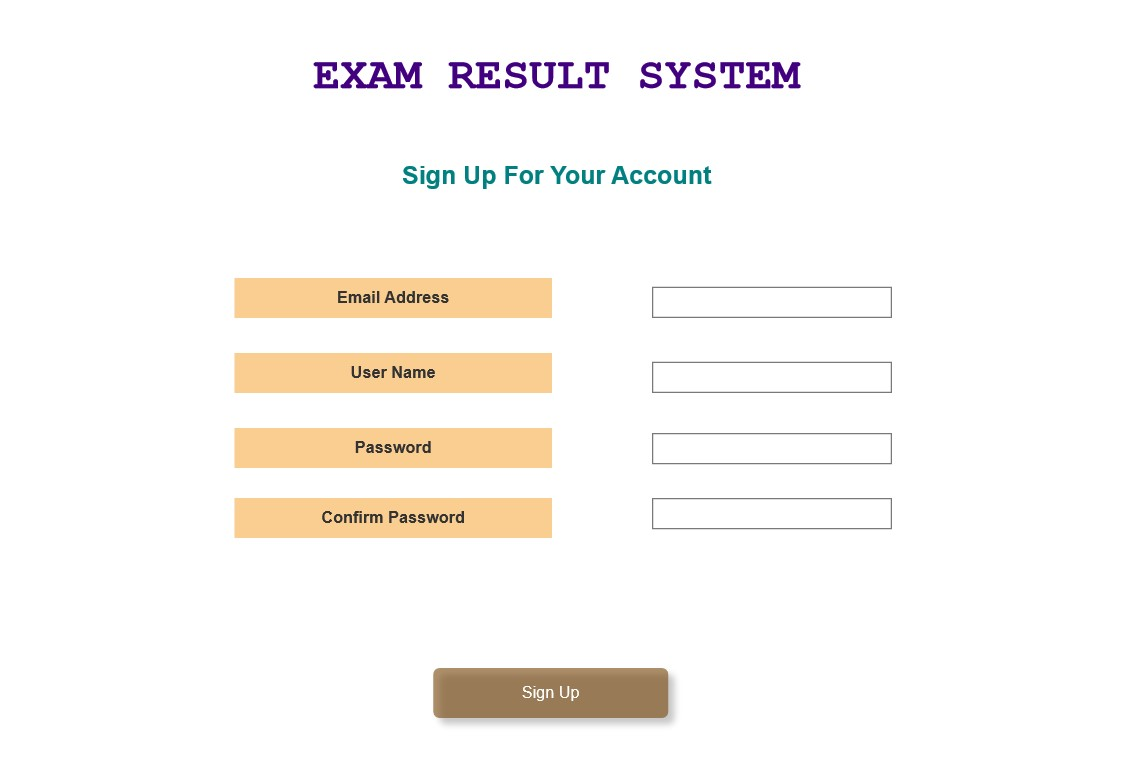 EXAM RESULT SYSTEM
Sign Up For Your Account
Email Address
User Name
Password
Confirm Password
Sign Up